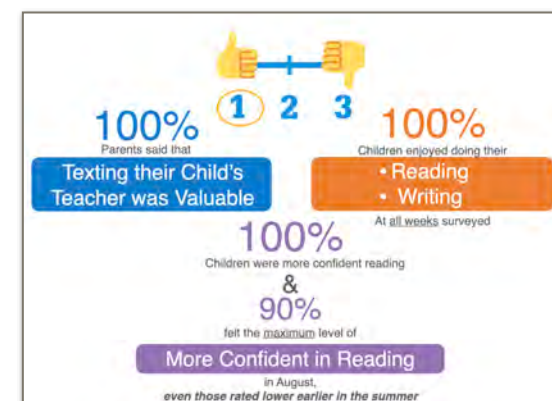 1 2 3
100%
Parents said that
Texting their Child's
Teacher was Valuable
100%
Children enjoyed doing their
• Reading
• Writing
At all weeks surveyed
100%
Children were more confident reading
&
90%
felt the maximum level of
More Confident in Reading
in August,
even those rated lower earlier in the summer